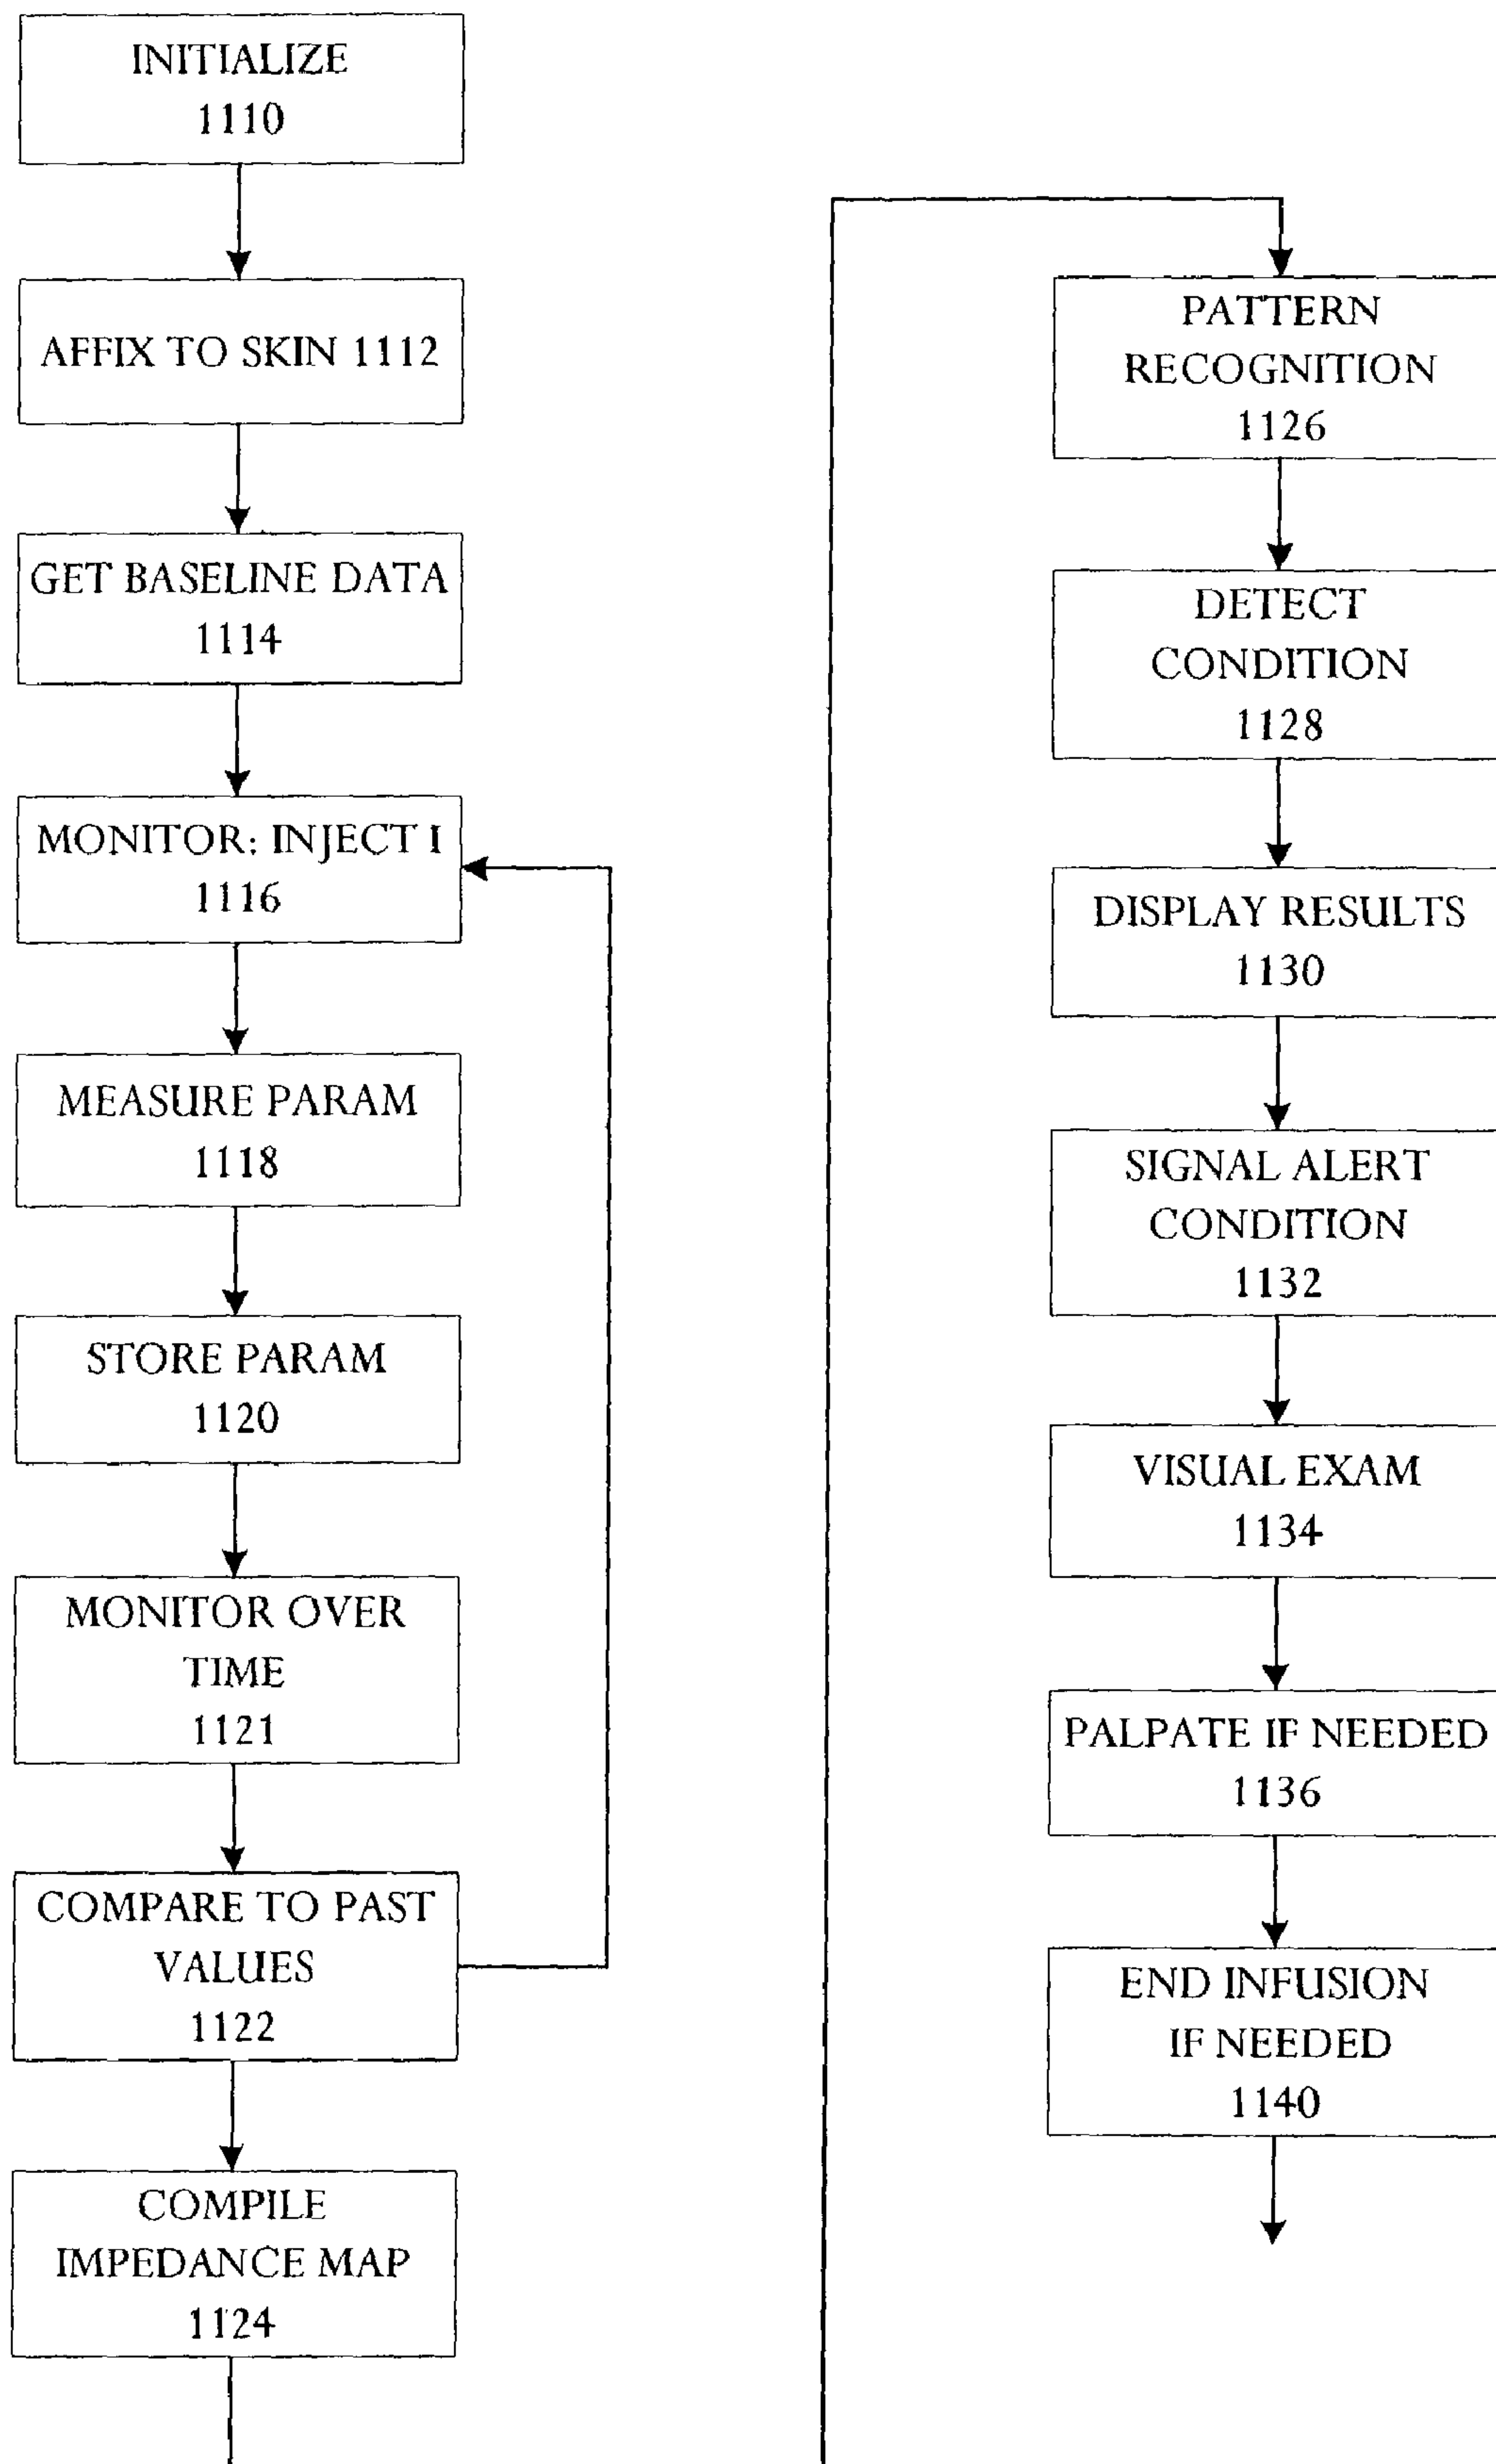 INITIALIZE
1110
AFFIX TO SKIN 1112
GET BASELINE DATA
1114
MONITOR: INJECT I
1116
MEASURE PARAM
1118
STORE PARAM
1120
MONITOR OVER
TIME
1121
COMPARE TO PAST
VALUES
1122
COMPILE
IMPEDANCE MAP
1124
PATTERN
RECOGNITION
1126
DETECT
CONDITION
1128
DISPLAY RESULTS
1130
SIGNAL ALERT
CONDITION
1132
VISUAL EXAM
1134
PALPATE IF NEEDED
1136
END INFUSION
IF NEEDED
1140